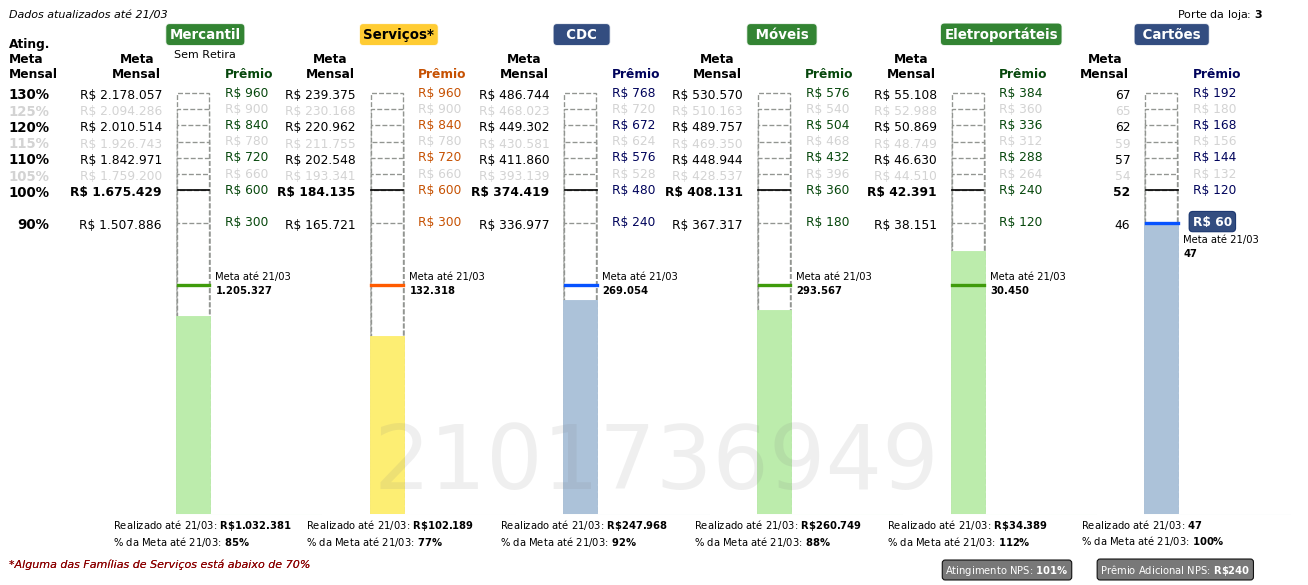 Dados atualizados até 21/03
Porte da loja: 3
Mercantil Serviços* CDC Móveis Eletroportáteis Cartões
Sem Retira
Ating. Meta Mensal
Meta Mensal Prêmio Meta Mensal Prêmio Meta Mensal Prêmio Meta Mensal Prêmio Meta Mensal Prêmio Meta Mensal Prêmio
130% R$ 2.178.057 R$ 960 R$ 239.375 R$ 960 R$ 486.744 R$ 768 R$ 530.570 R$ 576 R$ 55.108 R$ 384 67 R$ 192
125% R$ 2.094.286 R$ 900 R$ 230.168 R$ 900 R$ 468.023 R$ 720 R$ 510.163 R$ 540 R$ 52.988 R$ 360 65 R$ 180
120% R$ 2.010.514 R$ 840 R$ 220.962 R$ 840 R$ 449.302 R$ 672 R$ 489.757 R$ 504 R$ 50.869 R$ 336 62 R$ 168
115% R$ 1.926.743 R$ 780 R$ 211.755 R$ 780 R$ 430.581 R$ 624 R$ 469.350 R$ 468 R$ 48.749 R$ 312 59 R$ 156
110% R$ 1.842.971 R$ 720 R$ 202.548 R$ 720 R$ 411.860 R$ 576 R$ 448.944 R$ 432 R$ 46.630 R$ 288 57 R$ 144
105% R$ 1.759.200 R$ 660 R$ 193.341 R$ 660 R$ 393.139 R$ 528 R$ 428.537 R$ 396 R$ 44.510 R$ 264 54 R$ 132
100% R$ 1.675.429 R$ 600 R$ 184.135 R$ 600 R$ 374.419 R$ 480 R$ 408.131 R$ 360 R$ 42.391 R$ 240 52 R$ 120
90% R$ 1.507.886 R$ 300 R$ 165.721 R$ 300 R$ 336.977 R$ 240 R$ 367.317 R$ 180 R$ 38.151 R$ 120 46 R$ 60
Meta até 21/03
47
Meta até 21/03 Meta até 21/03 Meta até 21/03 Meta até 21/03 Meta até 21/03
1.205.327 132.318 269.054 293.567 30.450
2101736949
Realizado até 21/03: R$1.032.381 Realizado até 21/03: R$102.189 Realizado até 21/03: R$247.968 Realizado até 21/03: R$260.749 Realizado até 21/03: R$34.389 Realizado até 21/03: 47
% da Meta até 21/03: 85% % da Meta até 21/03: 77% % da Meta até 21/03: 92% % da Meta até 21/03: 88% % da Meta até 21/03: 112% % da Meta até 21/03: 100%
*Alguma das Famílias de Serviços está abaixo de 70%
Atingimento NPS: 101% Prêmio Adicional NPS: R$240